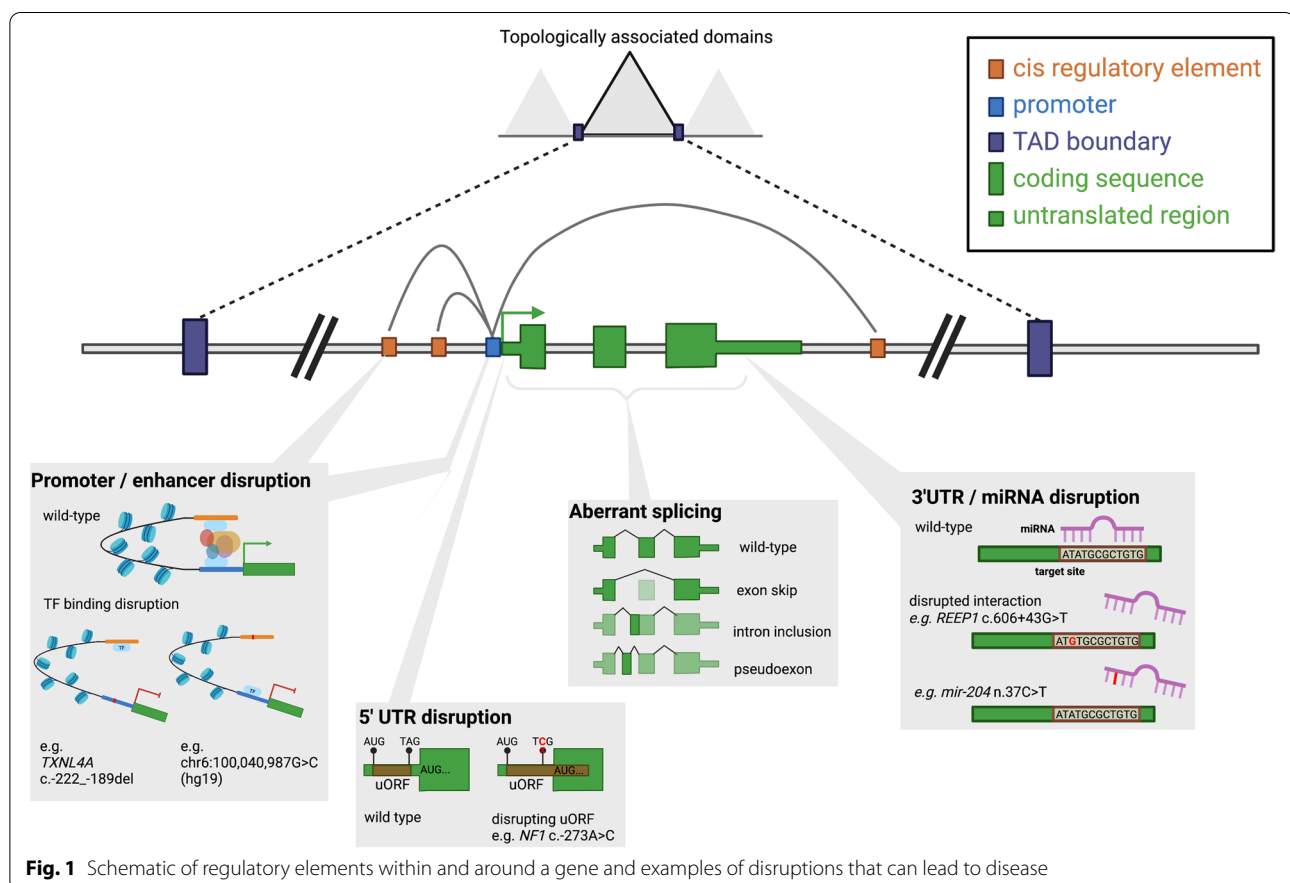 Topologically associated domains
cis regulatory element
promoter
TAD boundary
coding sequence
untranslated region
Promoter / enhancer disruption
wild-type
TF binding disruption
TF
TF
e.g.
TXNL4A
c.-222_-189del
e.g.
chr6:100,040,987G>C
(hg19)
5' UTR disruption
AUG TAG
AUG...
uORF
wild type
AUG TCG
AUG...
uORF
disrupting uORF
e.g. NF1 c.-273A>C
Aberrant splicing
wild-type
exon skip
intron inclusion
pseudoexon
3'UTR / miRNA disruption
wild-type
miRNA
ATATGCGCTGTG
target site
disrupted interaction
e.g. REEP1 c.606+43G>T
ATGTGCGCTGTG
e.g. mir-204 n.37C>T
ATATGCGCTGTG
Fig. 1 Schematic of regulatory elements within and around a gene and examples of disruptions that can lead to disease